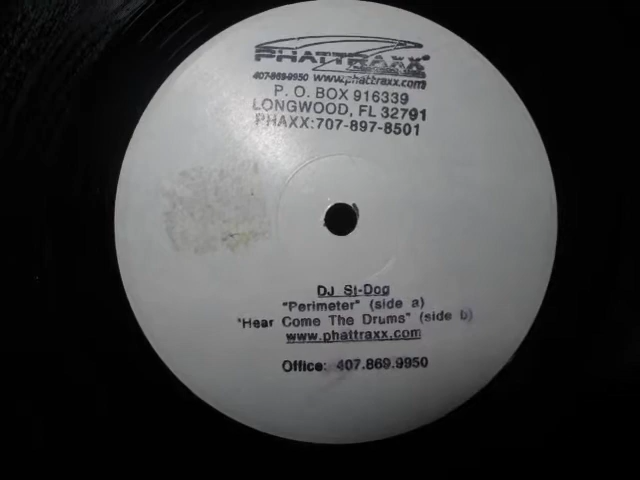 PHATTRAXX
407-869-9950 www.phattraxx.com
P. O. BOX 916339
LONGWOOD, FL 32791
PHAXX:707-897-8501
DJ SI-Dog
"Perimeter" (side a)
"Hear Come The Drums" (side b)
www.phattraxx.com
Office: 407.869.9950